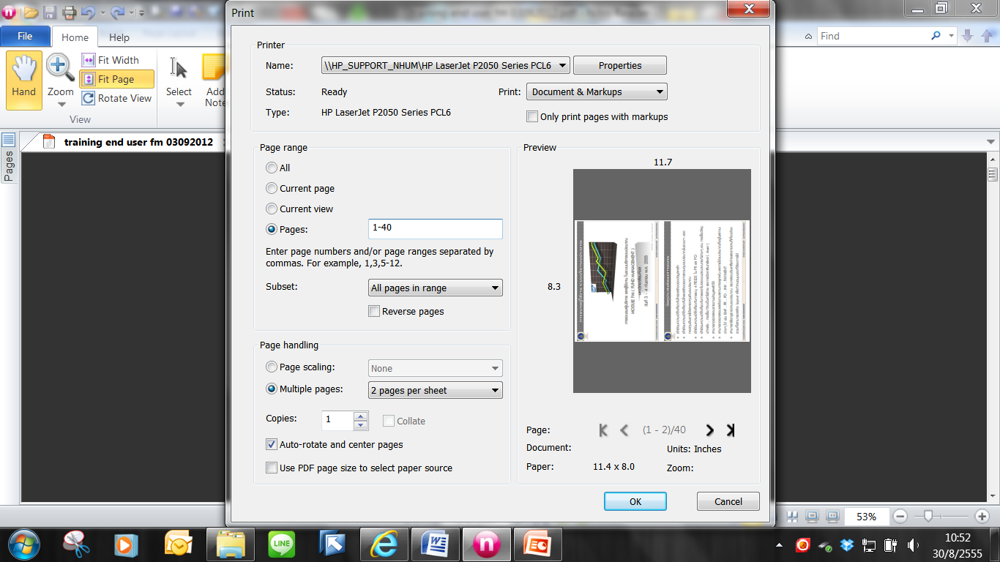 Print
File
Home
Help
Find
Hand
Zoom
Fit Width
Fit Page
Rotate View
View
Select
Add
Note
training end user fm 03092012
Pages
Printer
Name:
\\HP_SUPPORT_NHUM\HP LaserJet P2050 Series PCL6
Properties
Status:
Ready
Print:
Document & Markups
Type:
HP LaserJet P2050 Series PCL6
Only print pages with markups
Page range
All
Current page
Current view
Pages:
1-40
Enter page numbers and/or page ranges separated by
commas. For example, 1,3,5-12.
Subset:
All pages in range
Reverse pages
Page handling
Page scaling:
None
Multiple pages:
2 pages per sheet
Copies:
1
Collate
Auto-rotate and center pages
Use PDF page size to select paper source
Preview
11.7
8.3
MODULE FM ( FUND MANAGEMENT )
Page:
(1 - 2)/40
Document:
Units: Inches
Paper:
11.4 x 8.0
Zoom:
OK
Cancel
53%
LINE
10:52
30/8/2555